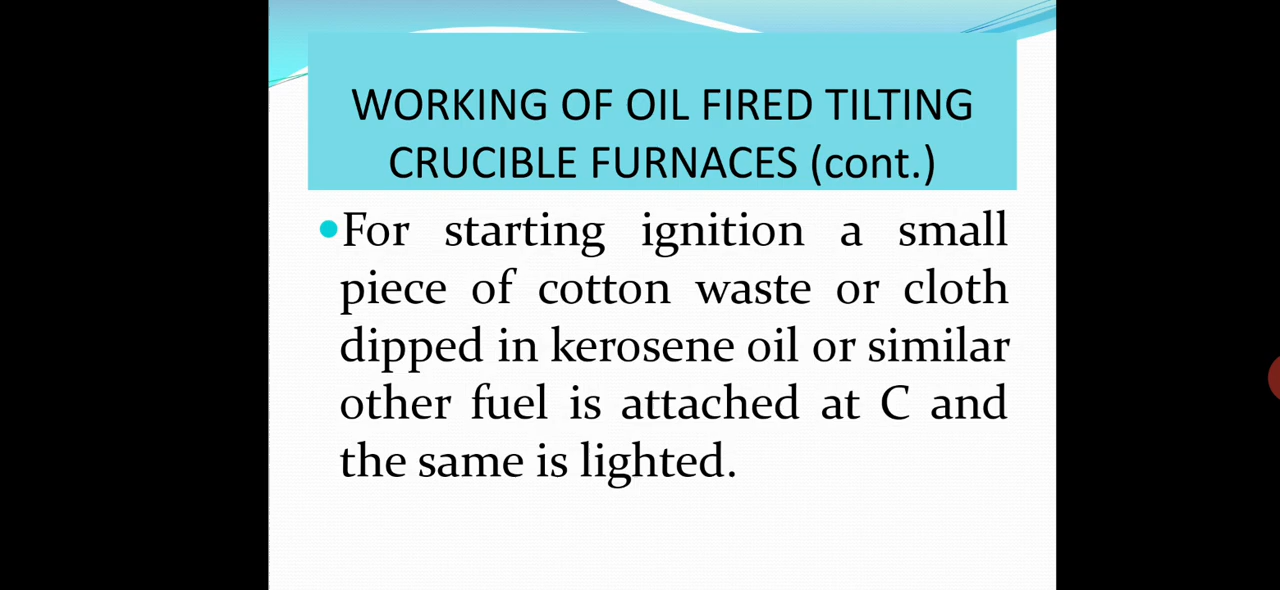 WORKING OF OIL FIRED TILTING
CRUCIBLE FURNACES (cont.)
•For starting ignition a small
piece of cotton waste or cloth
dipped in kerosene oil or similar
other fuel is attached at C and
the same is lighted.